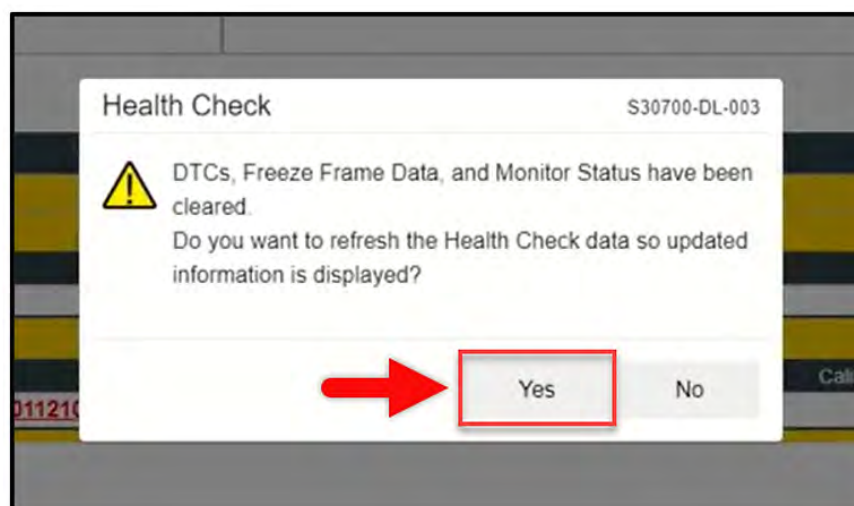 Health Check
S30700-DL-003
DTCs, Freeze Frame Data, and Monitor Status have been
cleared.
Do you want to refresh the Health Check data so updated
information is displayed?
Yes
No